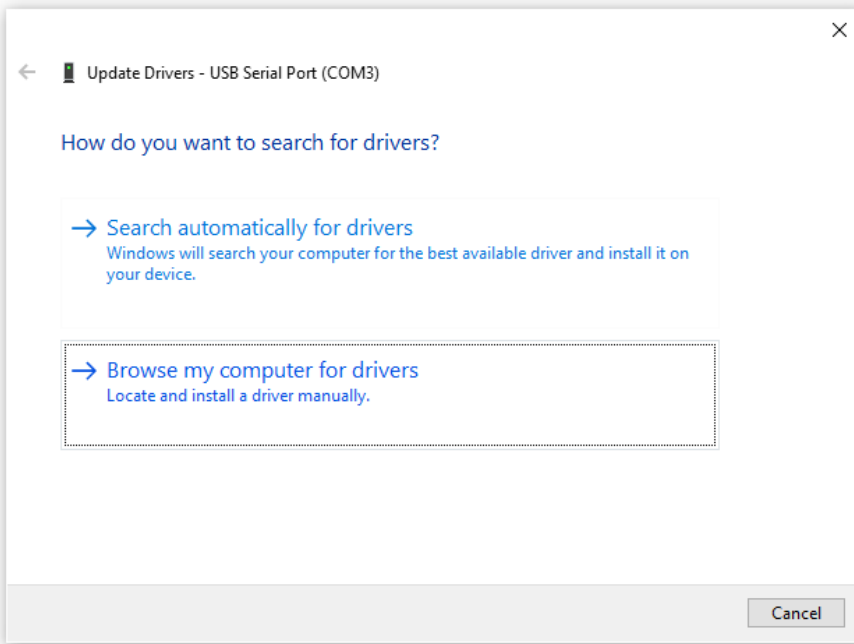 Update Drivers - USB Serial Port (COM3)
How do you want to search for drivers?
Search automatically for drivers
Windows will search your computer for the best available driver and install it on
your device.
Browse my computer for drivers
Locate and install a driver manually.
Cancel